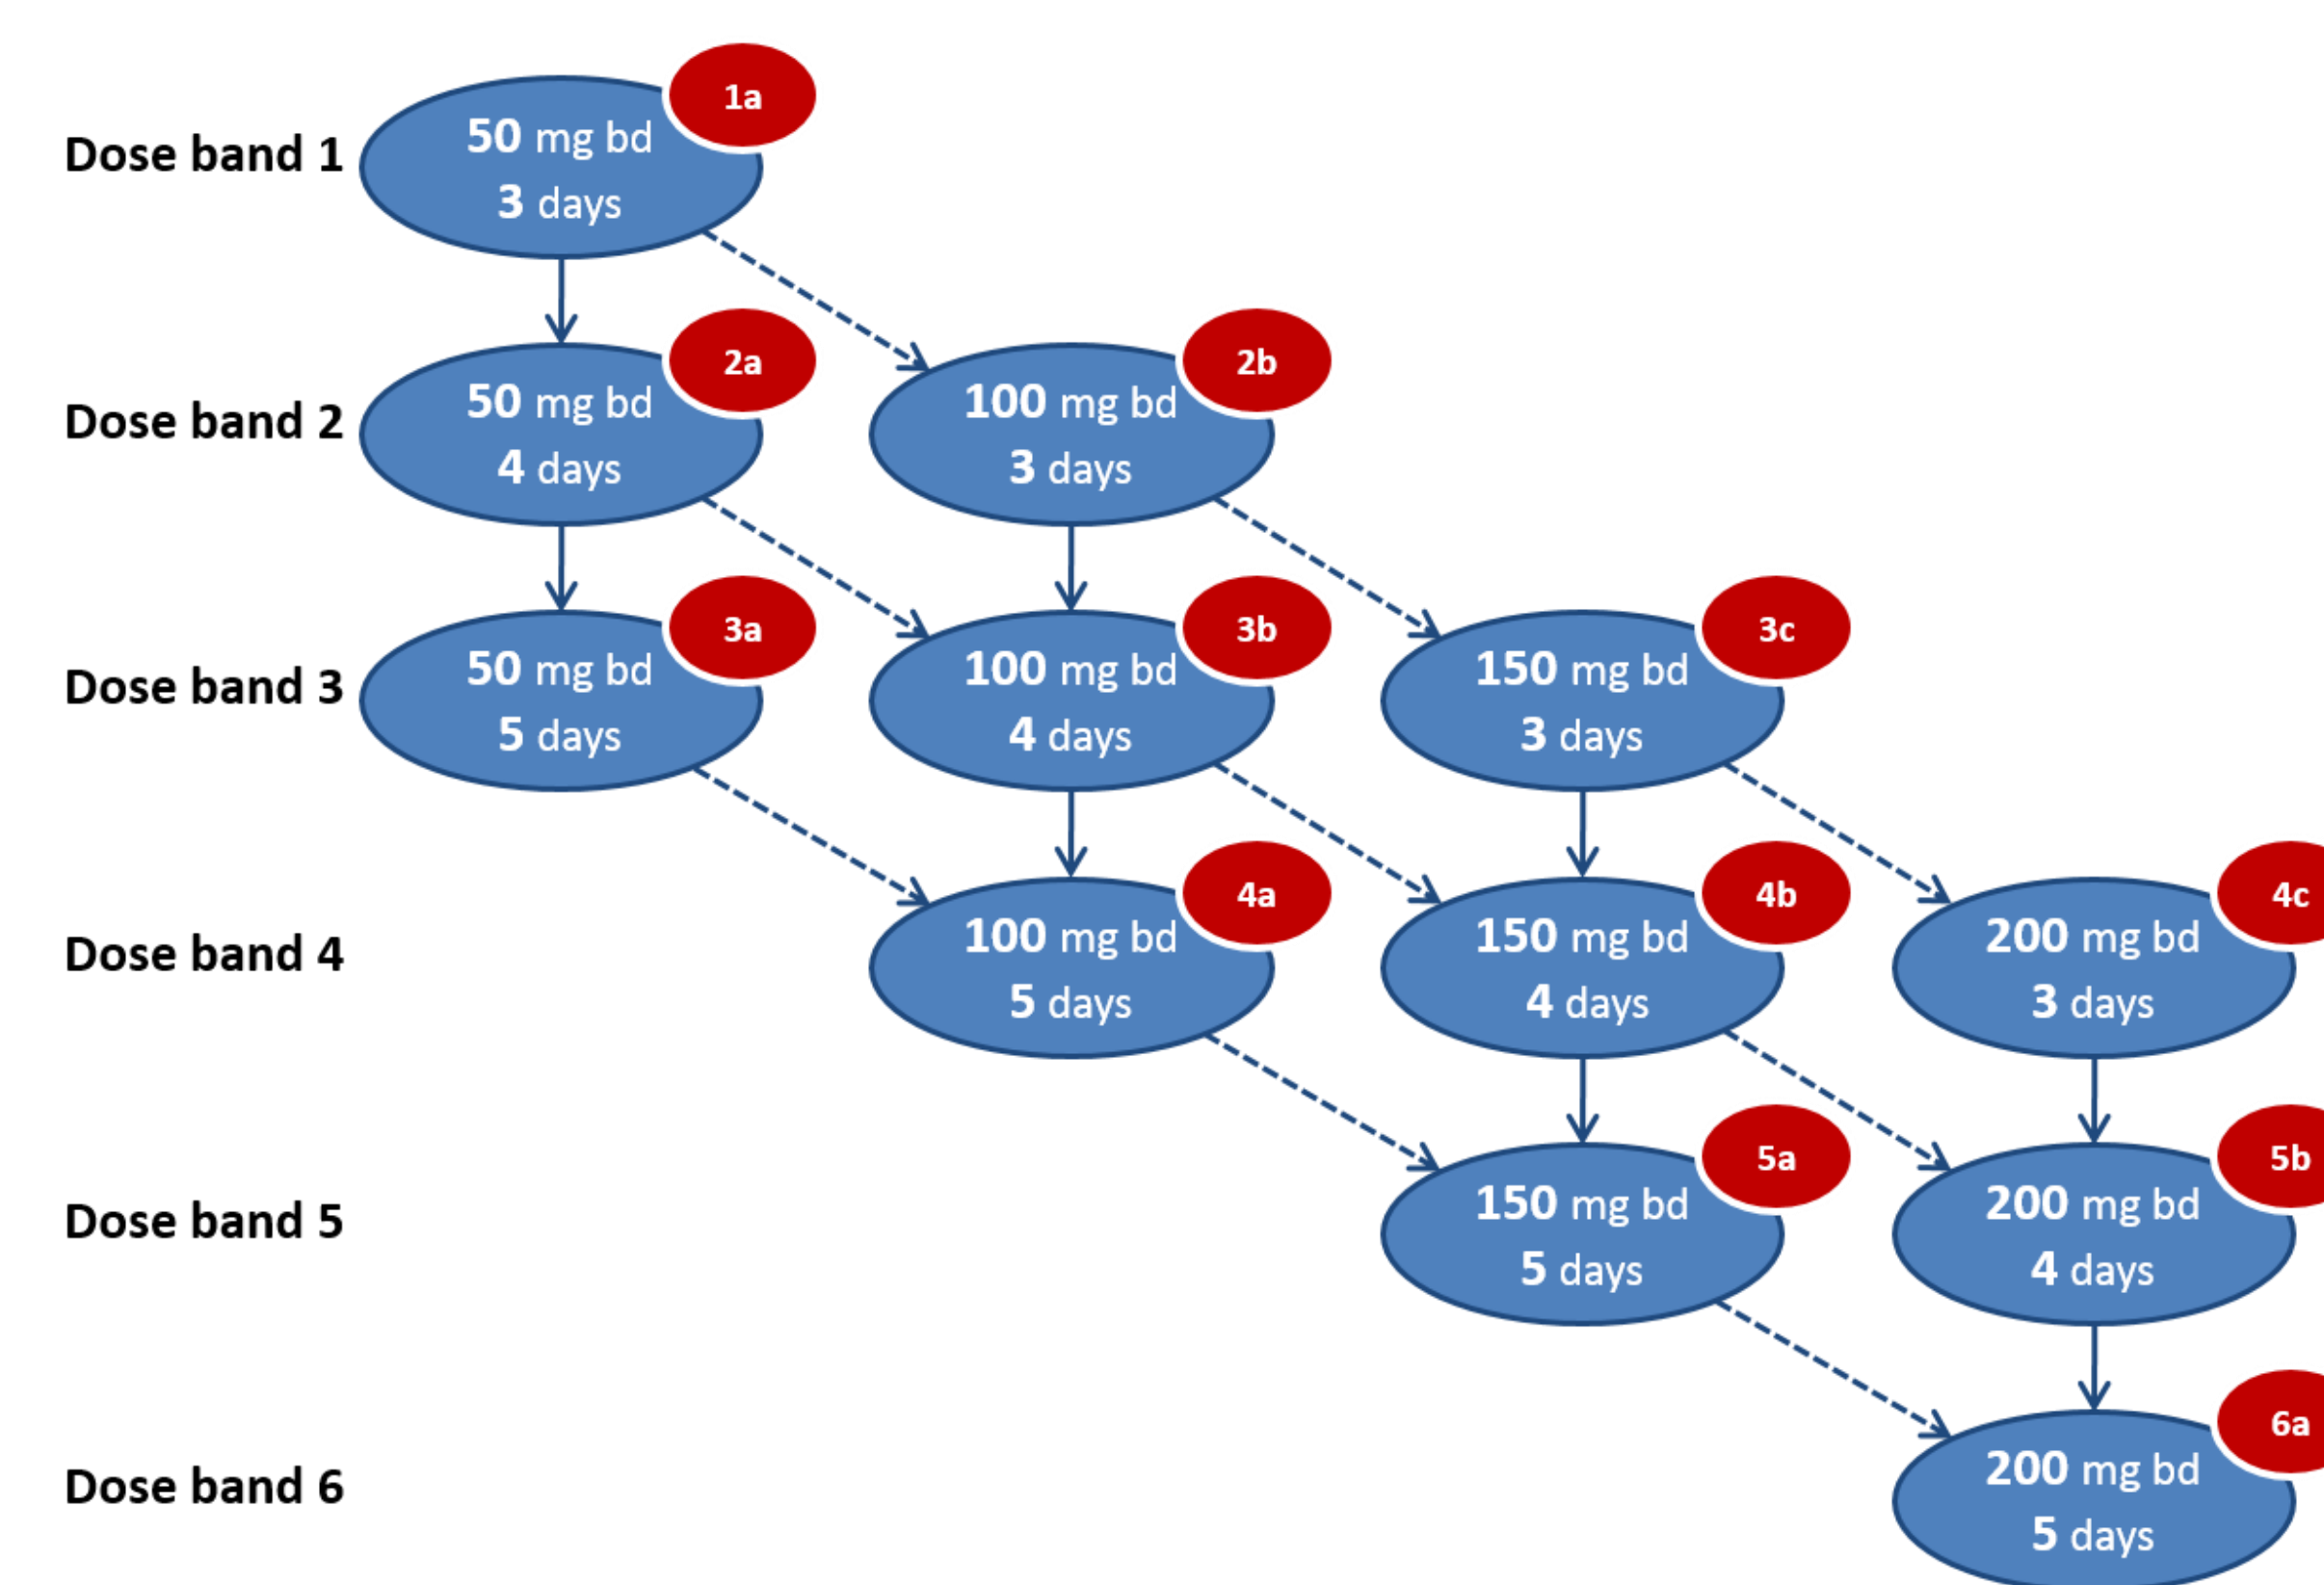 1a
Dose band 1
50 mg bd
3 days
2a
2b
Dose band 2
50 mg bd
4 days
100 mg bd
3 days
3a
3b
3c
Dose band 3
50 mg bd
5 days
100 mg bd
4 days
150 mg bd
3 days
4a
4b
4c
Dose band 4
100 mg bd
5 days
150 mg bd
4 days
200 mg bd
3 days
5a
5b
Dose band 5
150 mg bd
5 days
200 mg bd
4 days
6a
Dose band 6
200 mg bd
5 days